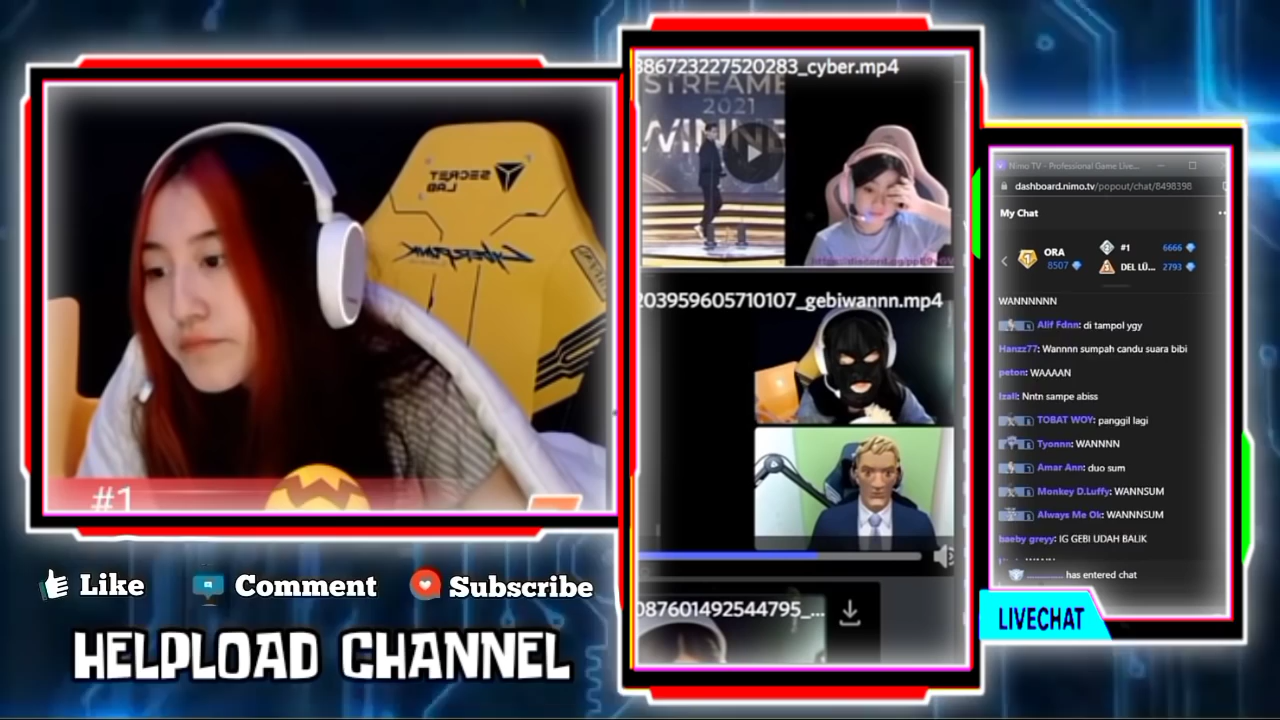 SECRET
LAB
CYBERPUNK
#1
Like
Comment
Subscribe
HELPLOAD CHANNEL
886723227520283_cyber.mp4
STREAME
2021
WINNE
203959605710107_gebiwannn.mp4
087601492544795_...
Nimo TV - Professional Game Live...
dashboard.nimo.tv/popout/chat/8498398
My Chat
ORA
8507
#1
6666
DEL LÜ...
2793
WANNNNNN
Alif Fdnn: di tampol ygy
Hanzz77: Wannnn sumpah candu suara bibi
peton: WAAAAN
Izall: Nntn sampe abiss
TOBAT WOY: panggil lagi
Tyonnn: WANNNN
Amar Ann: duo sum
Monkey D.Luffy: WANNSUM
Always Me Ok: WANNNSUM
baeby greyy: IG GEBI UDAH BALIK
has entered chat
LIVECHAT